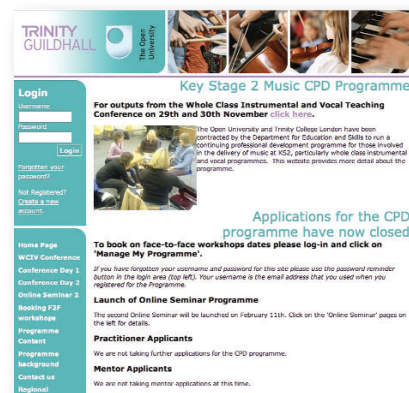 TRINITY
GUILDHALL
The Open
University
Key Stage 2 Music CPD Programme
Login
Username
Password
Login
Forgotten your
password?
Not Registered?
Create a new
account.
For outputs from the Whole Class Instrumental and Vocal Teaching
Conference on 29th and 30th November click here.
The Open University and Trinity College London have been
contracted by the Department for Education and Skills to run a
continuing professional development programme for those involved
in the delivery of music at KS2, particularly whole class instrumental
and vocal programmes. This website provides more detail about the
programme.
Applications for the CPD
programme have now closed
Home Page
WCIV Conference
Conference Day 1
Conference Day 2
Online Seminar 2
Booking F2F
workshops
Programme
Content
Programme
background
Contact us
Regional
To book on face-to-face workshops dates please log-in and click on
'Manage My Programme'.
If you have forgotten your username and password for this site please use the password reminder
button in the login area (top left). Your username is the email address that you used when you
registered for the Programme.
Launch of Online Seminar Programme
The second Online Seminar will be launched on February 11th. Click on the 'Online Seminar' pages on
the left for details.
Practitioner Applicants
We are not taking further applications for the CPD programme.
Mentor Applicants
We are not taking mentor applications at this time.